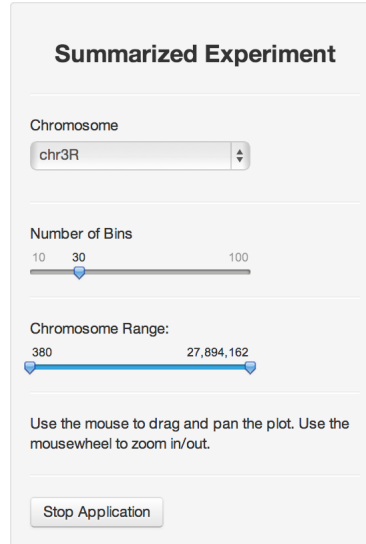 Summarized Experiment
Chromosome
chr3R
Number of Bins
10 30 100
Chromosome Range:
380 27,894,162
Use the mouse to drag and pan the plot. Use the
mousewheel to zoom in/out.
Stop Application